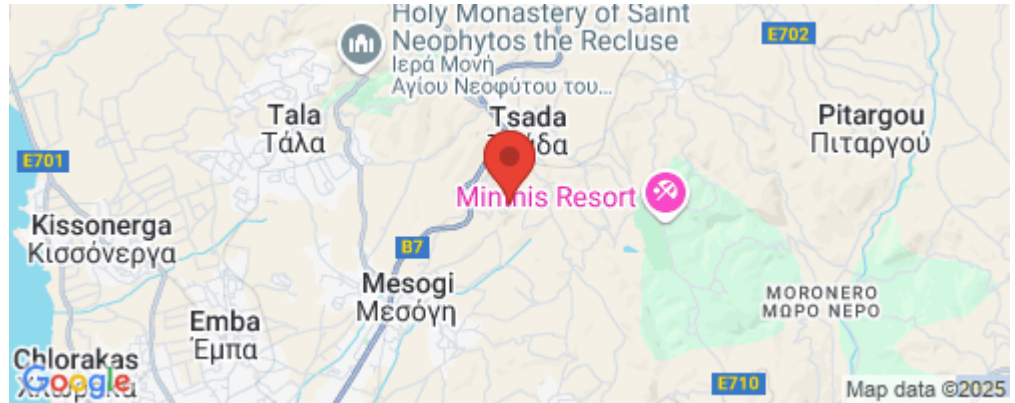 Holy Monastery of Saint
Neophytos the Recluse
Ιερά Μονή
Αγίου Νεοφύτου του...
E702
Tala
Τάλα
Tsada
Pitargou
Πιταργού
E701
Resort
Kissonerga
Κισσόνεργα
B7
Mesogi
Μεσόγη
MORONERO
ΜΩΡΟ ΝΕΡΟ
Emba
Έμπα
Chlorakas
Google
E710
Map data ©2025